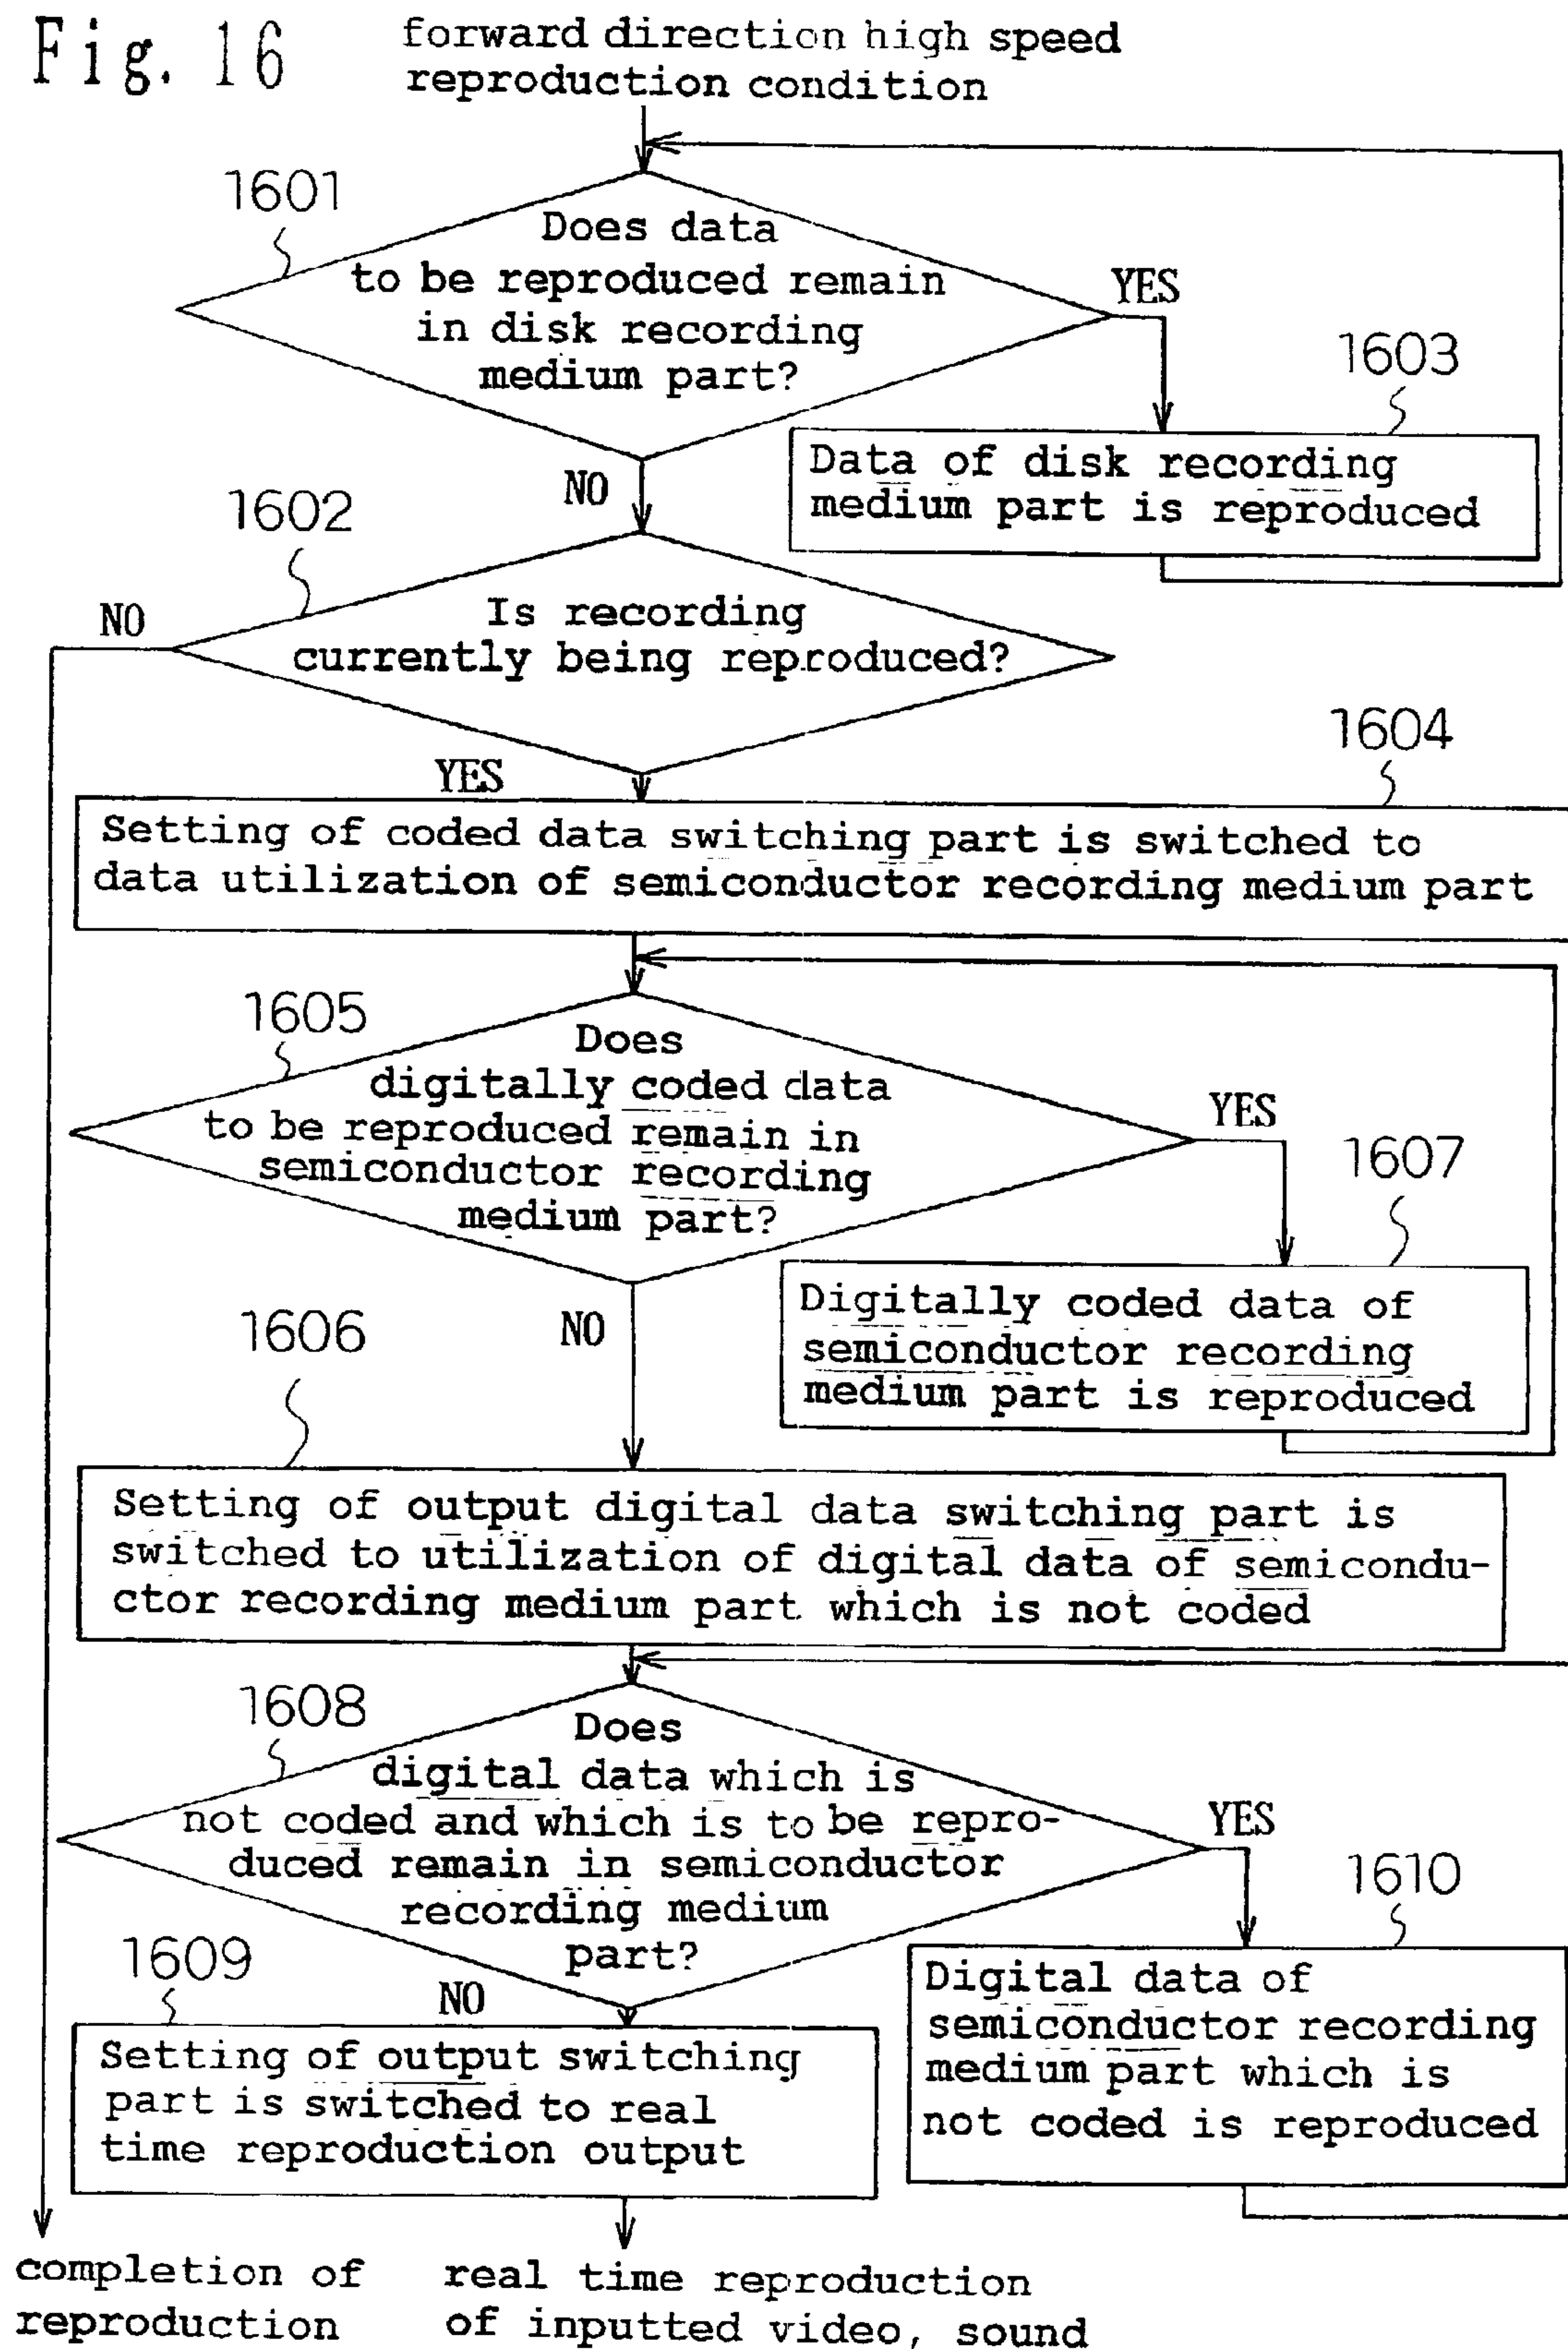 Fig. 16
forward direction high speed
reproduction condition
1601
Does data
to be reproduced remain
in disk recording
medium part?
YES
1603
Data of disk recording
medium part is reproduced
NO
1602
Is recording
currently being reproduced?
NO
YES
1604
Setting of coded data switching part is switched to
data utilization of semiconductor recording medium part
1605
Does
digitally coded data
to be reproduced remain in
semiconductor recording
medium part?
YES
1607
Digitally coded data of
semiconductor recording
medium part is reproduced
NO
1606
Setting of output digital data switching part is
switched to utilization of digital data of semicondu-
ctor recording medium part which is not coded
1608
Does
digital data which is
not coded and which is to be repro-
duced remain in semiconductor
recording medium
part?
YES
1610
Digital data of
semiconductor recording
medium part which is
not coded is reproduced
NO
1609
Setting of output switching
part is switched to real
time reproduction output
completion of
reproduction
real time reproduction
of inputted video, sound